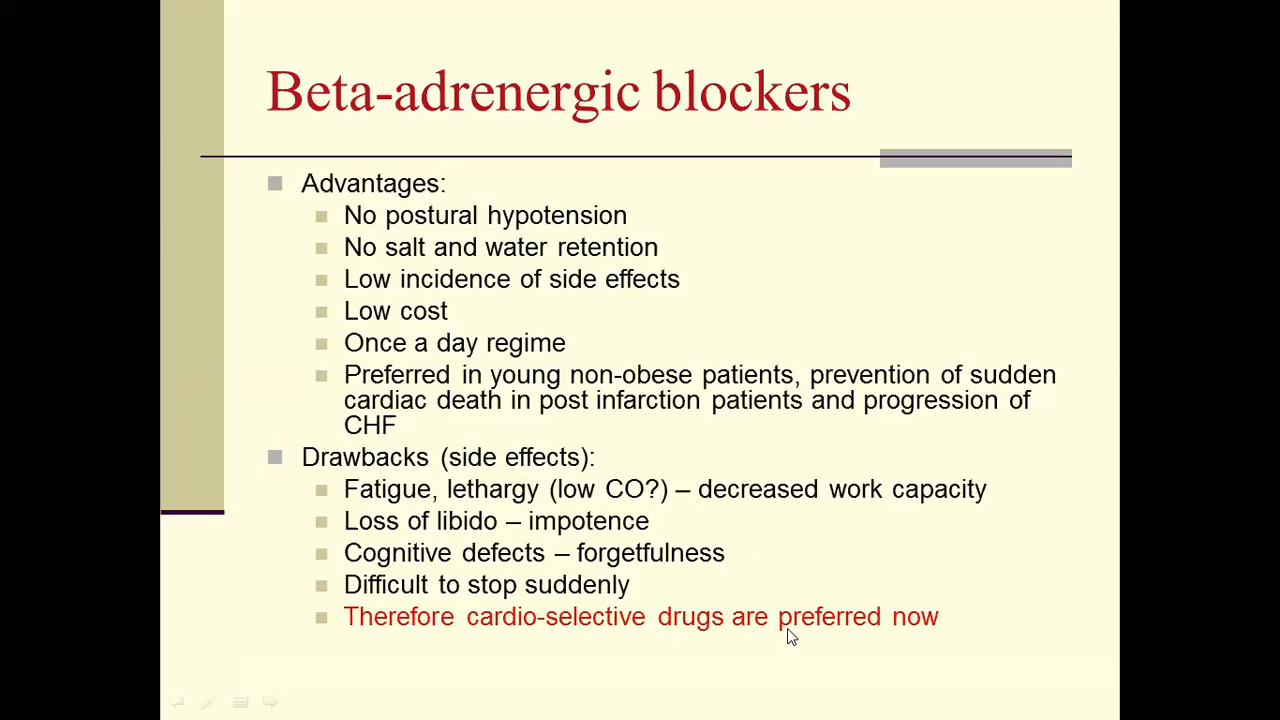 Beta-adrenergic blockers
Advantages:
No postural hypotension
No salt and water retention
Low incidence of side effects
Low cost
Once a day regime
Preferred in young non-obese patients, prevention of sudden
cardiac death in post infarction patients and progression of
CHF
Drawbacks (side effects):
Fatigue, lethargy (low CO?) – decreased work capacity
Loss of libido – impotence
Cognitive defects – forgetfulness
Difficult to stop suddenly
Therefore cardio-selective drugs are preferred now